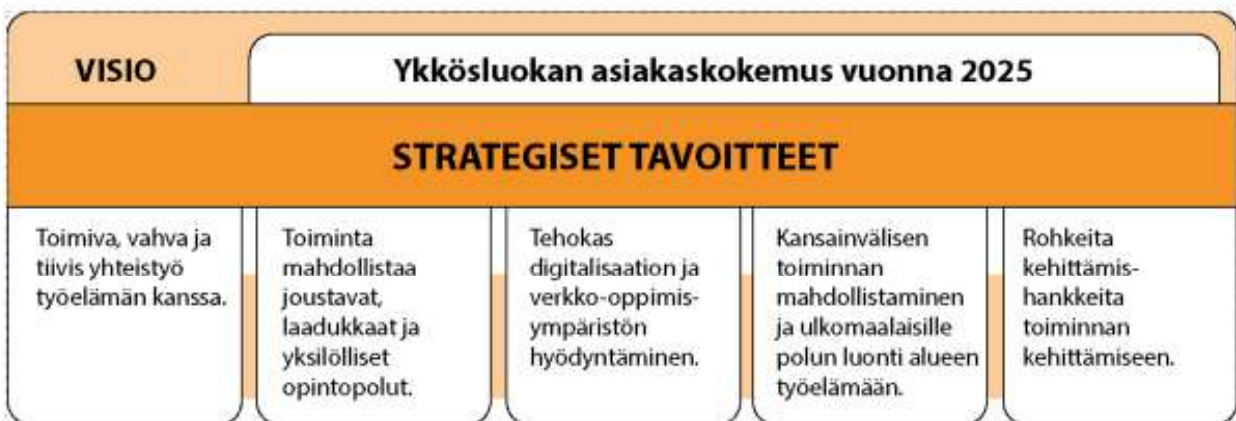 VISIO
Ykkösluokan asiakaskokemus vuonna 2025
STRATEGISET TAVOITTEET
Toimiva, vahva ja
tiivis yhteistyö
työelämän kanssa.
Toiminta
mahdollistaa
joustavat,
laadukkaat ja
yksilölliset
opintopolut.
Tehokas
digitalisaation ja
verkko-oppimis-
ympäristön
hyödyntäminen.
Kansainvälisen
toiminnan
mahdollistaminen
ja ulkomaalaisille
polun luonti alueen
työelämään.
Rohkeita
kehittämis-
hankkeita
toiminnan
kehittämiseen.